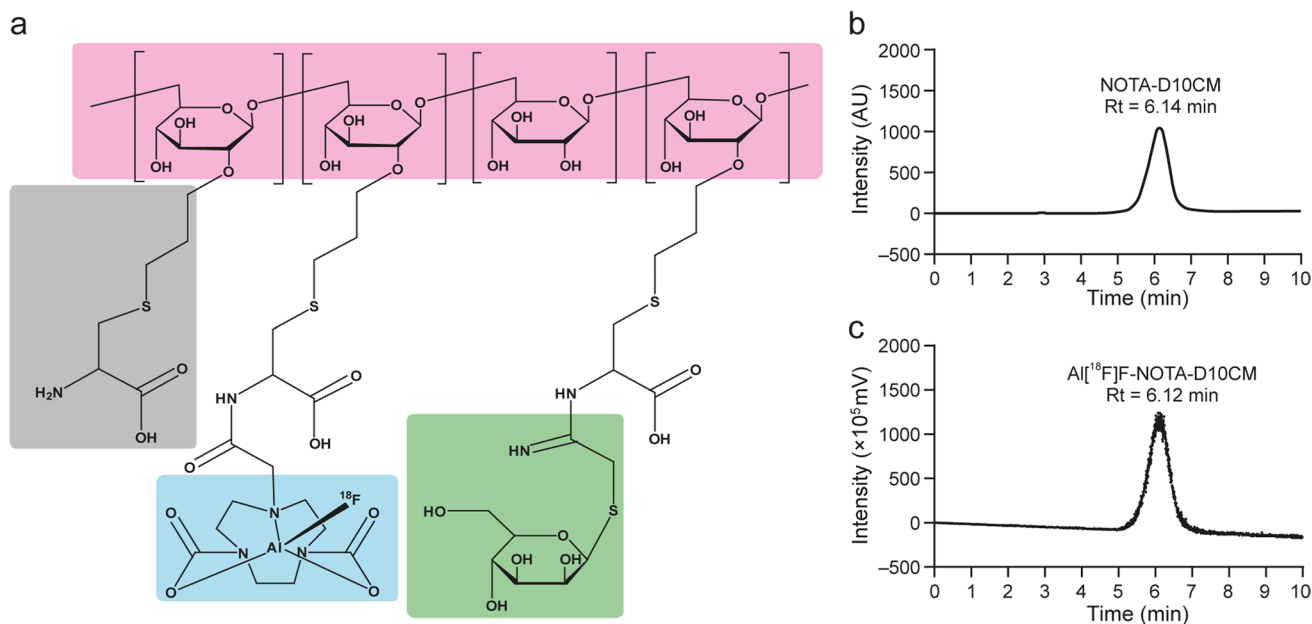 a
O
O
O
O
O
O
O
O
OH
OH
OH
OH
OH
OH
OH
OH
OH
O
O
O
S
S
S
H₂N
O
OH
HN
O
OH
HN
O
OH
O
HN
¹⁸F
O
O
N
N
N
Al
O
O
HO
O
S
OH
OH
OH
b
2000
1500
1000
500
0
–500
Intensity (AU)
NOTA-D10CM
Rt = 6.14 min
0 1 2 3 4 5 6 7 8 9 10
Time (min)
c
2000
1500
1000
500
0
–500
Intensity (×10⁵mV)
Al[¹⁸F]F-NOTA-D10CM
Rt = 6.12 min
0 1 2 3 4 5 6 7 8 9 10
Time (min)